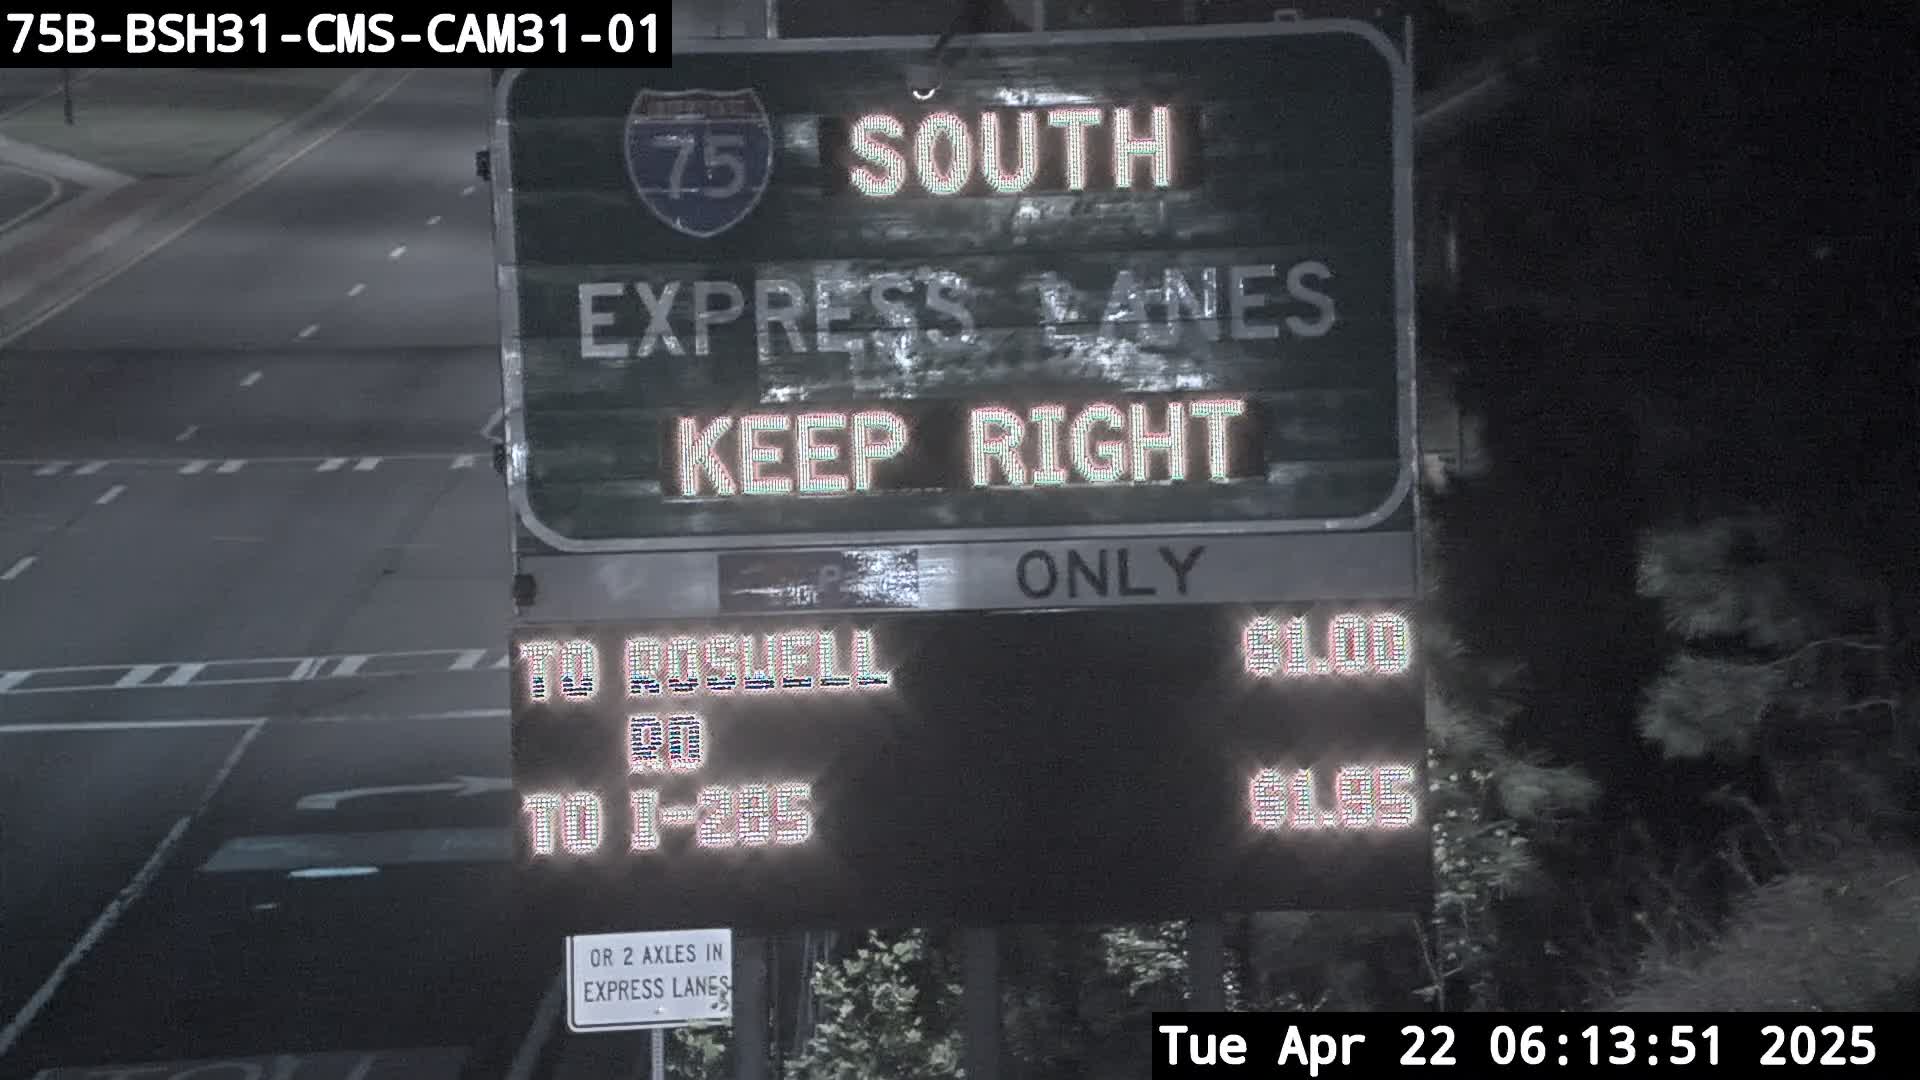 75B-BSH31-CMS-CAM31-01
75 SOUTH
EXPRESS LANES
KEEP RIGHT
ONLY
TO ROSWELL $1.00
RD
TO I-285 $1.95
OR 2 AXLES IN
EXPRESS LANES
Tue Apr 22 06:13:51 2025